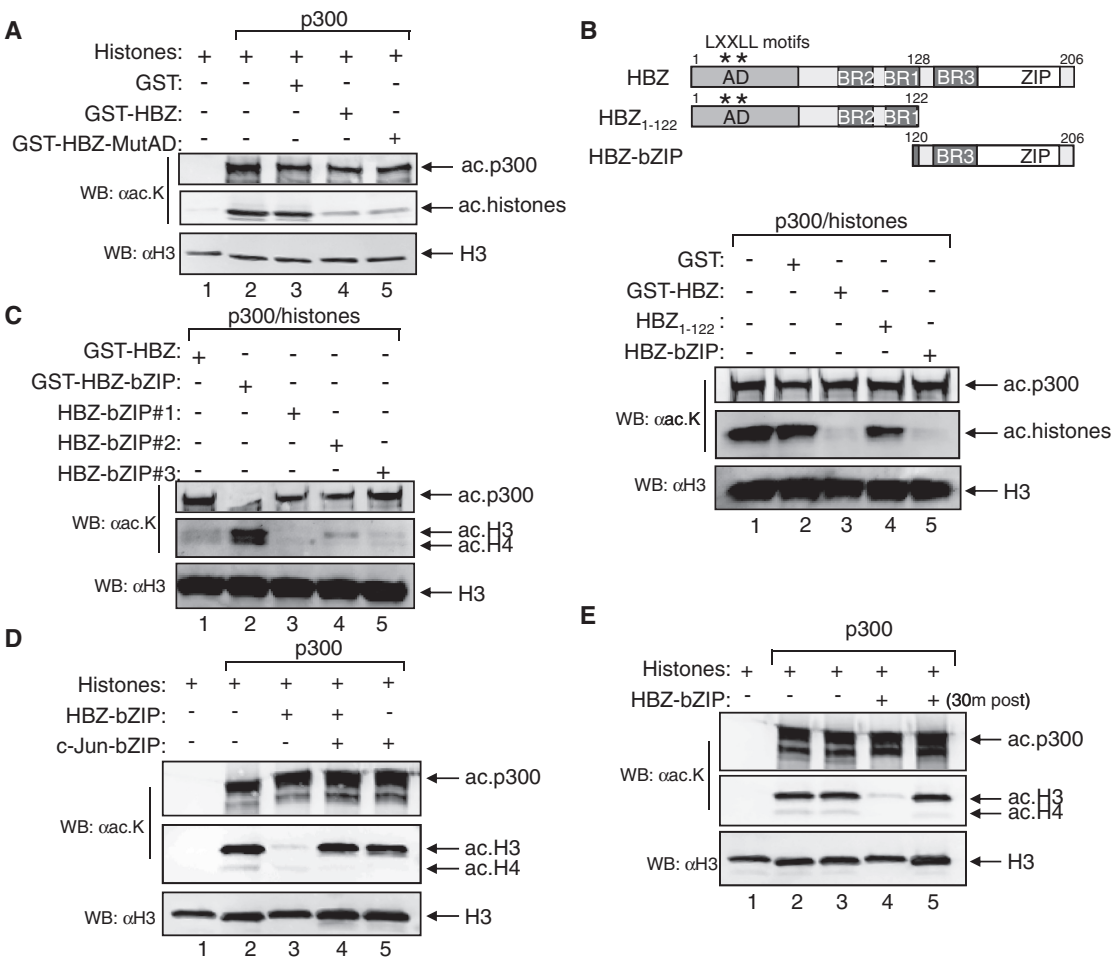 A
p300
Histones: + + + + +
GST: - - + - -
GST-HBZ: - - - + -
GST-HBZ-MutAD: - - - - +
WB: αac.K
ac.p300
ac.histones
WB: αH3
H3
1 2 3 4 5
B
LXXLL motifs
1 ** 128 206
HBZ AD BR2 BR1 BR3 ZIP
1 ** 122
HBZ1-122 AD BR2 BR1
120 206
HBZ-bZIP BR3 ZIP
p300/histones
GST: - + - - -
GST-HBZ: - - + - -
HBZ1-122 : - - - + -
HBZ-bZIP: - - - - +
WB: αac.K
ac.p300
ac.histones
WB: αH3
H3
1 2 3 4 5
C
p300/histones
GST-HBZ: + - - - -
GST-HBZ-bZIP: - + - - -
HBZ-bZIP#1: - - + - -
HBZ-bZIP#2: - - - + -
HBZ-bZIP#3: - - - - +
WB: αac.K
ac.p300
ac.H3
ac.H4
WB: αH3
H3
1 2 3 4 5
D
p300
Histones: + + + + +
HBZ-bZIP: - - + + -
c-Jun-bZIP: - - - + +
WB: αac.K
ac.p300
ac.H3
ac.H4
WB: αH3
H3
1 2 3 4 5
E
p300
Histones: + + + + +
HBZ-bZIP: - - - + + (30m post)
WB: αac.K
ac.p300
ac.H3
ac.H4
WB: αH3
H3
1 2 3 4 5